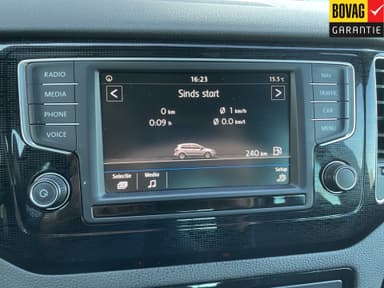 BOVAG
GARANTIE
RADIO
MEDIA
PHONE
VOICE
16:23
15.5°C
Sinds start
0 km
Ø 1 km/h
0:09 h
Ø 0.0 km/l
240 km
Selectie
Media
Setup
NAV
TRAFFIC
CAR
MENU